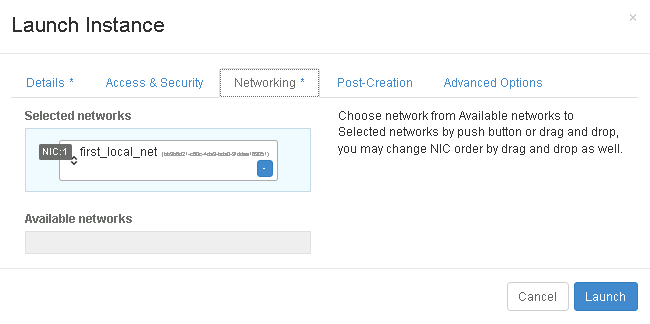 Launch Instance
×
Details *
Access & Security
Networking *
Post-Creation
Advanced Options
Selected networks
NIC:1
first_local_net
-
Available networks
Choose network from Available networks to
Selected networks by push button or drag and drop,
you may change NIC order by drag and drop as well.
Cancel
Launch